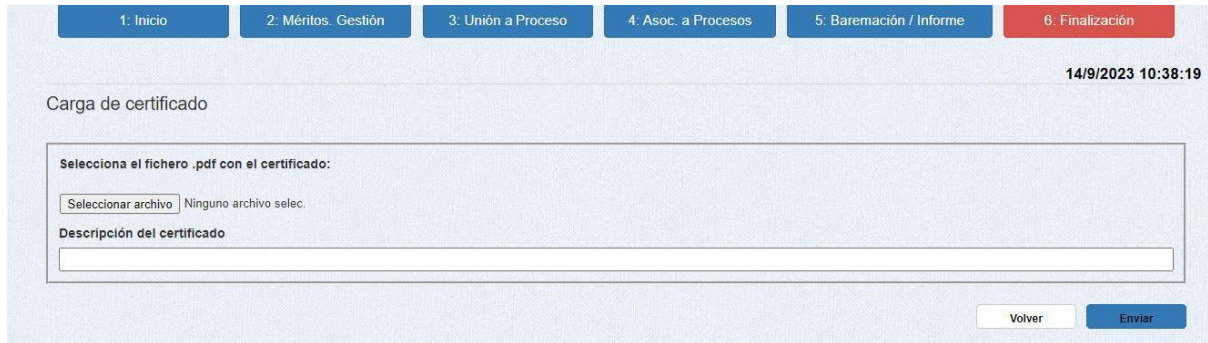 1: Inicio 2: Méritos. Gestión 3: Unión a Proceso 4: Asoc. a Procesos 5: Baremación / Informe 6: Finalización
14/9/2023 10:38:19
Carga de certificado
Selecciona el fichero .pdf con el certificado:
Seleccionar archivo Ninguno archivo selec.
Descripción del certificado
Volver Enviar